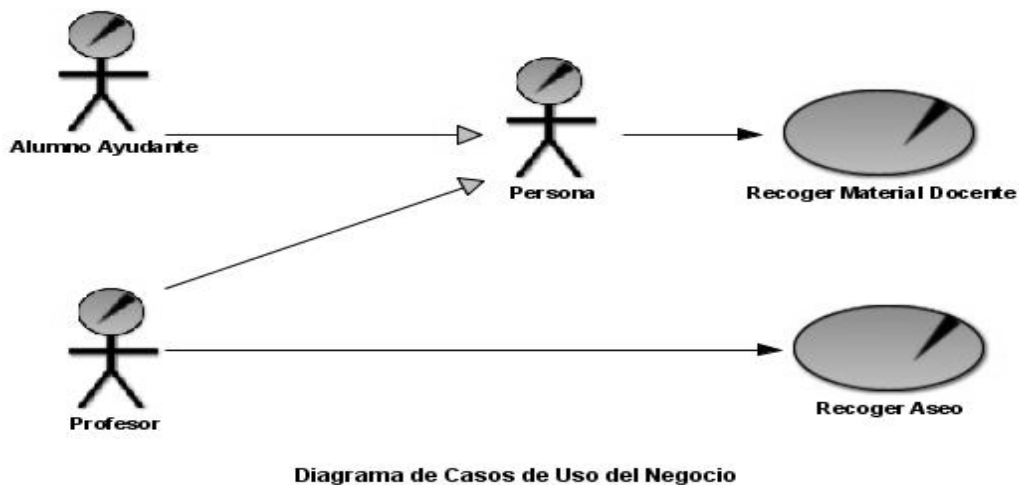 Alumno Ayudante
Persona
Recoger Material Docente
Profesor
Recoger Aseo
Diagrama de Casos de Uso del Negocio